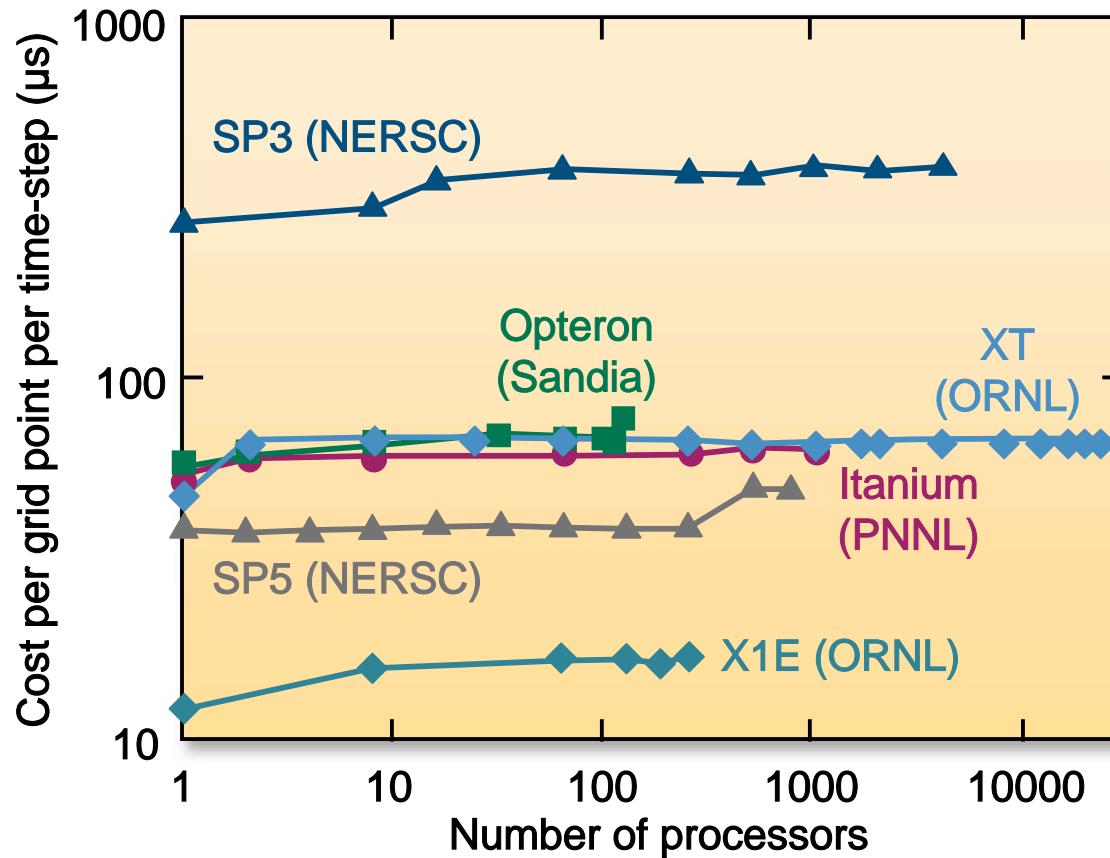 1000
SP3 (NERSC)
Opteron
(Sandia)
XT
(ORNL)
100
Itanium
(PNNL)
SP5 (NERSC)
X1E (ORNL)
10
Cost per grid point per time-step (μs)
1 10 100 1000 10000
Number of processors